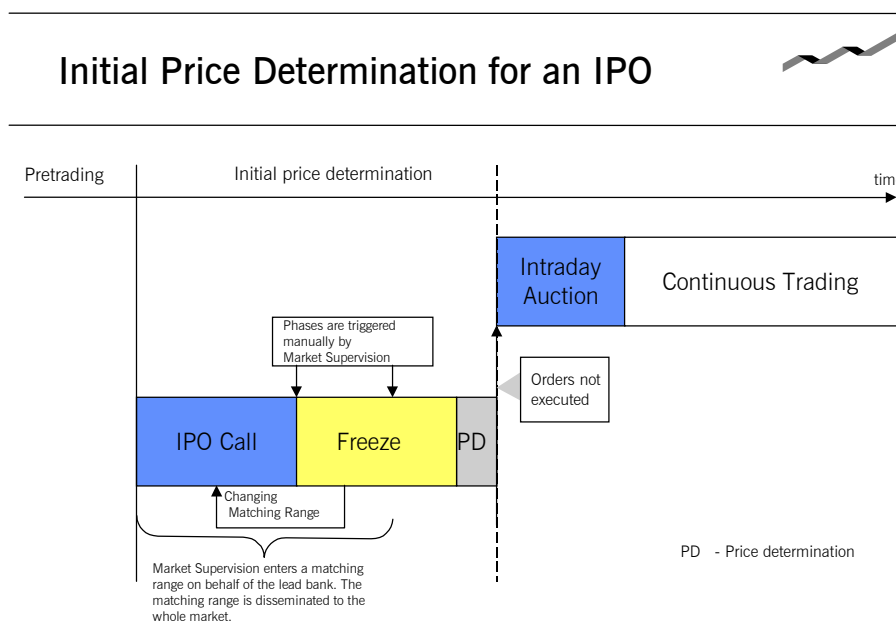 Initial Price Determination for an IPO
Pretrading
Initial price determination
tim
Intraday
Auction
Continuous Trading
Phases are triggered
manually by
Market Supervision
Orders not
executed
IPO Call
Freeze
PD
Changing
Matching Range
PD - Price determination
Market Supervision enters a matching
range on behalf of the lead bank. The
matching range is disseminated to the
whole market.